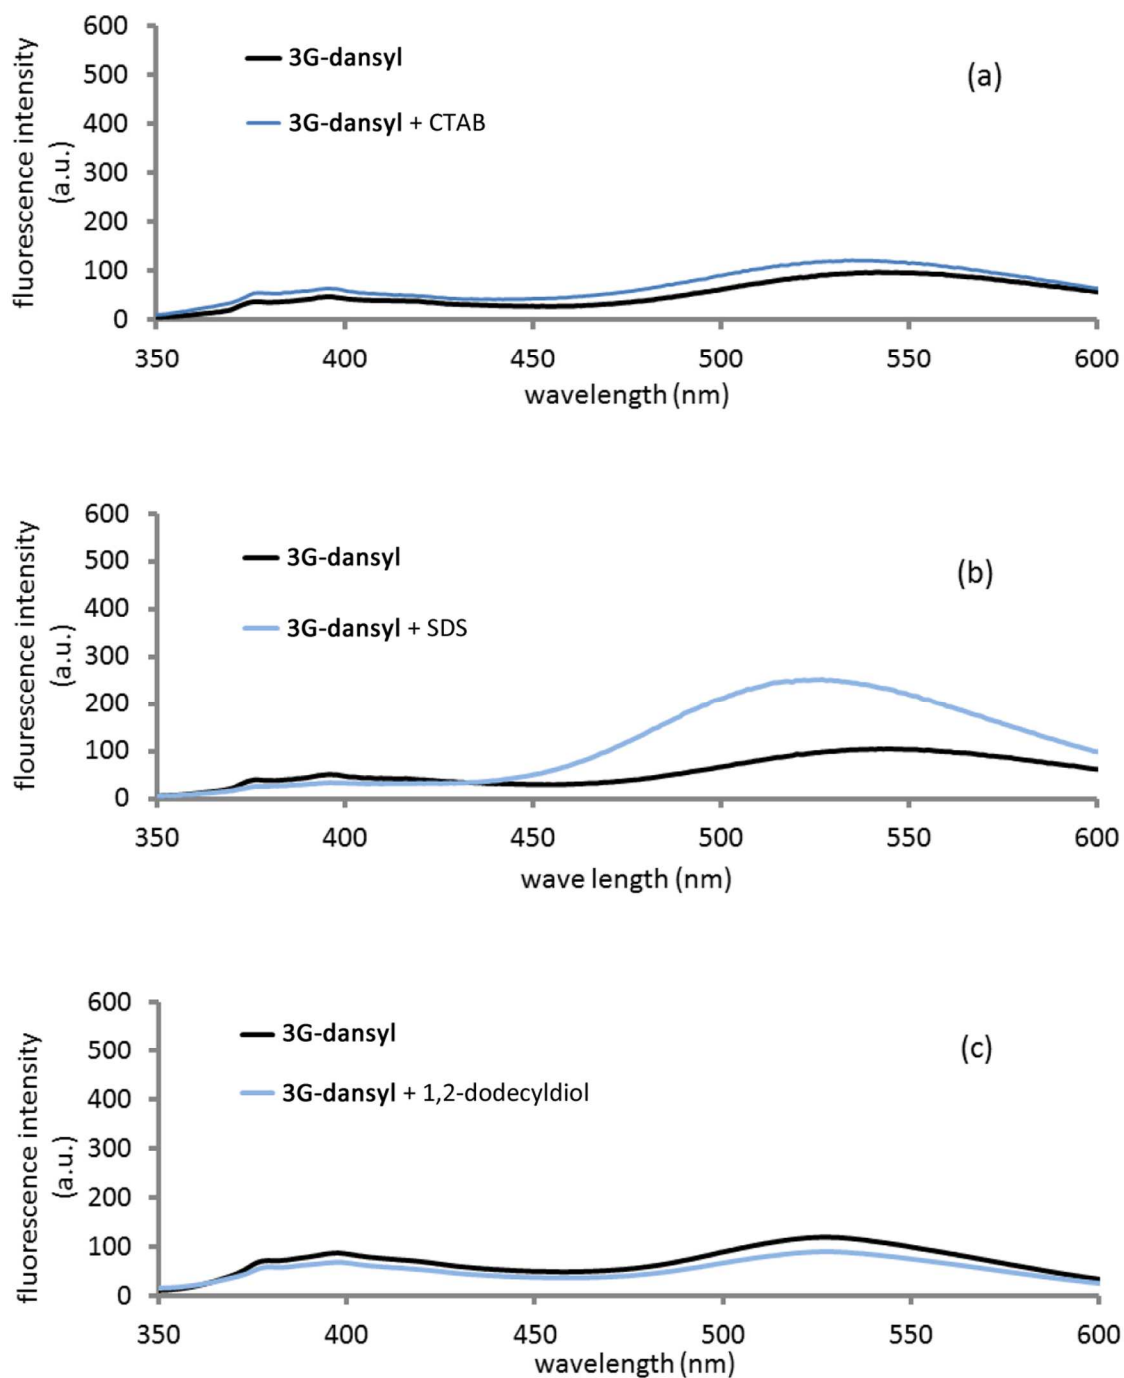 600
500
400
300
200
100
0
fluorescence intensity
(a.u.)
3G-dansyl
3G-dansyl + CTAB
(a)
350 400 450 500 550 600
wavelength (nm)
600
500
400
300
200
100
0
flourescence intensity
(a.u.)
3G-dansyl
3G-dansyl + SDS
(b)
350 400 450 500 550 600
wave length (nm)
600
500
400
300
200
100
0
fluorescence intensity
(a.u.)
3G-dansyl
3G-dansyl + 1,2-dodecyldiol
(c)
350 400 450 500 550 600
wavelength (nm)